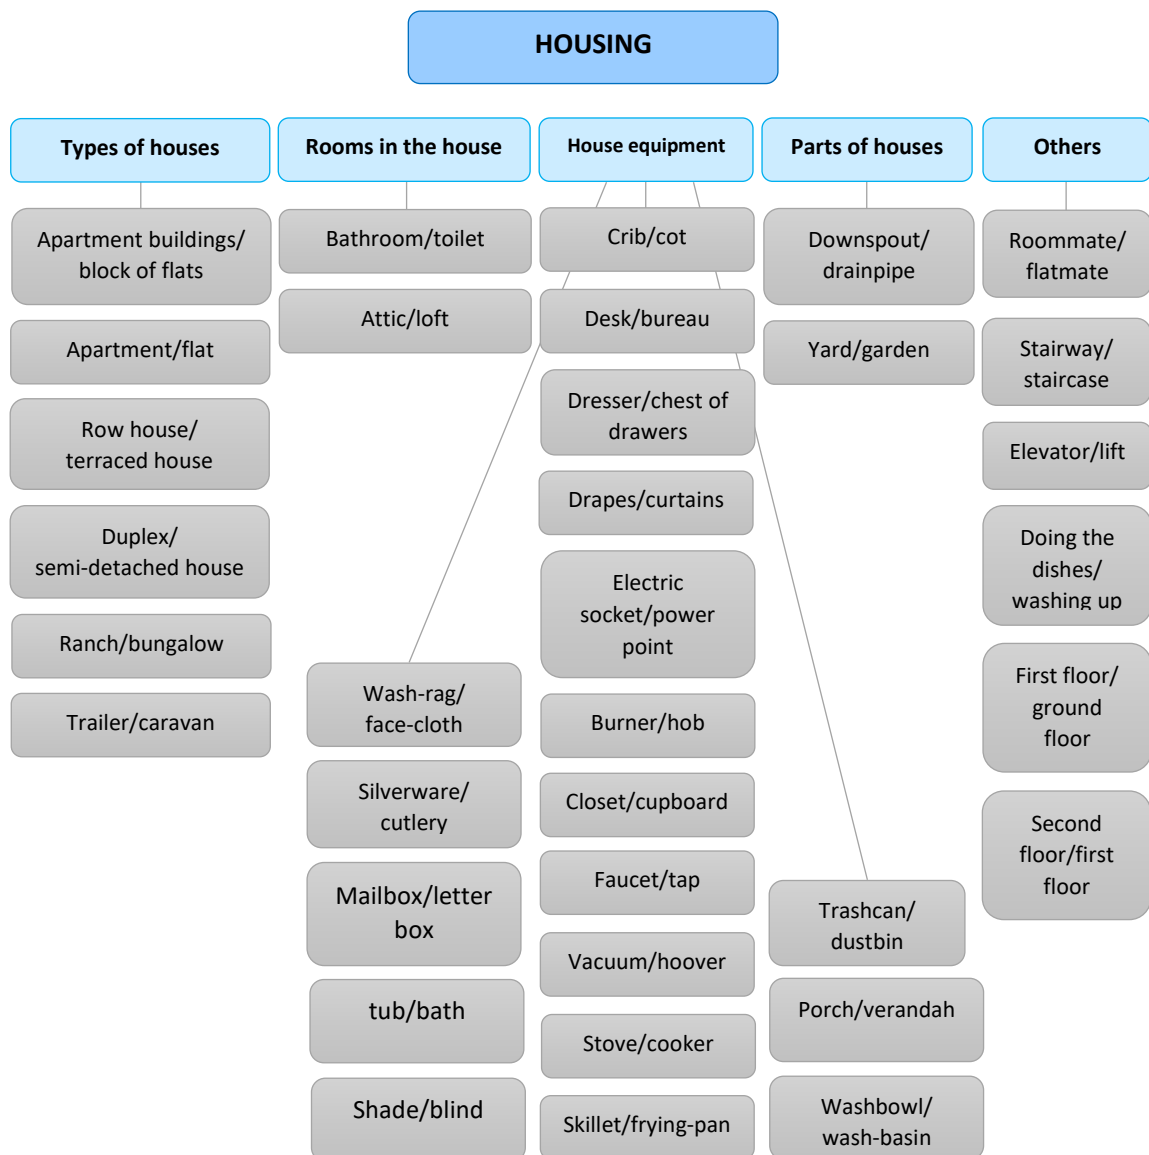 HOUSING
Types of houses
Apartment buildings/
block of flats
Apartment/flat
Row house/
terraced house
Duplex/
semi-detached house
Ranch/bungalow
Trailer/caravan
Rooms in the house
Bathroom/toilet
Attic/loft
House equipment
Crib/cot
Desk/bureau
Dresser/chest of
drawers
Drapes/curtains
Electric
socket/power
point
Burner/hob
Closet/cupboard
Faucet/tap
Vacuum/hoover
Stove/cooker
Skillet/frying-pan
Wash-rag/
face-cloth
Silverware/
cutlery
Mailbox/letter
box
tub/bath
Shade/blind
Trashcan/
dustbin
Porch/verandah
Washbowl/
wash-basin
Parts of houses
Downspout/
drainpipe
Yard/garden
Others
Roommate/
flatmate
Stairway/
staircase
Elevator/lift
Doing the
dishes/
washing up
First floor/
ground
floor
Second
floor/first
floor